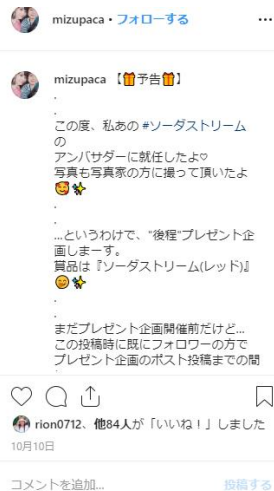 mizupaca • フォローする
mizupaca 【🎁予告🎁】
.
.
この度、私あの #ソーダストリーム
の
アンバサダーに就任したよ♡
写真も写真家の方に撮って頂いたよ
🥰✨
.
.
...というわけで、"後程"プレゼント企
画しまーす。
賞品は『ソーダストリーム(レッド)』
😊✨
.
.
まだプレゼント企画開催前だけど...
この投稿時に既にフォロワーの方で
プレゼント企画のポスト投稿までの間
rion0712、他84人が「いいね！」しました
10月10日
コメントを追加...
投稿する